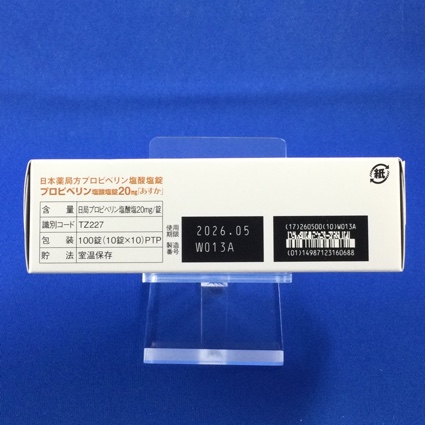 日本薬局方プロピベリン塩酸塩錠
プロピベリン塩酸塩錠20mg「あすか」
含 量 日局プロピベリン塩酸塩20mg/錠
識別コード TZ227
包 装 100錠(10錠×10)PTP
貯 法 室温保存
使用期限 2026.05
製造番号 W013A
(17)260500(10)W013A
(01)14987123160688
紙